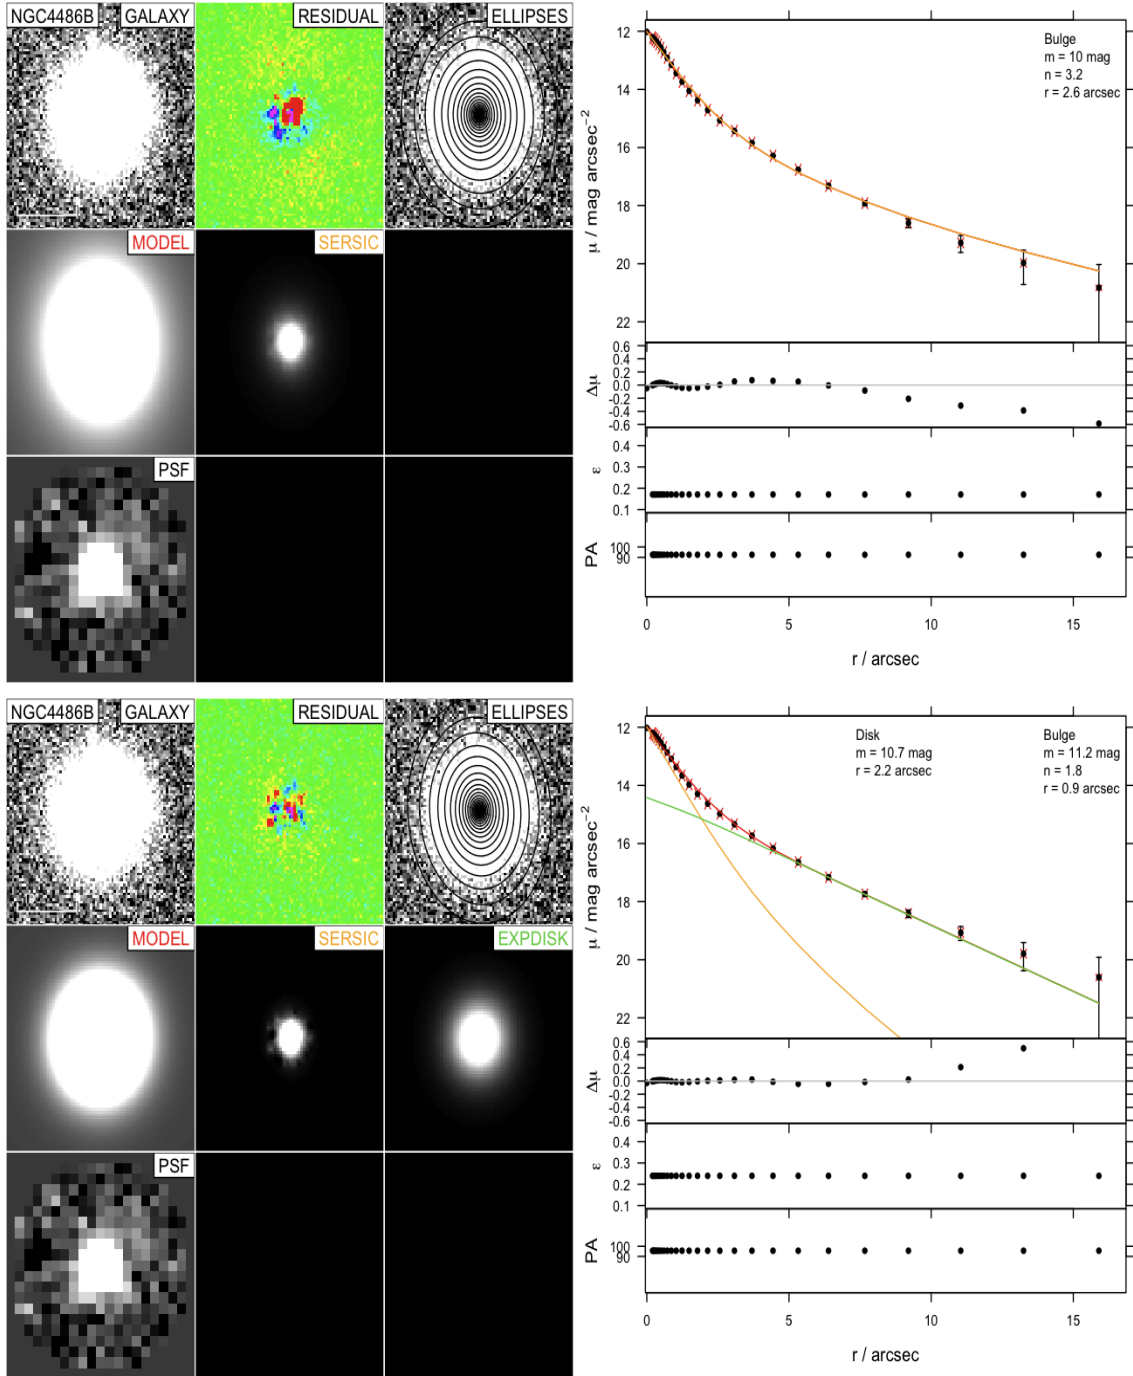 NGC4486B GALAXY RESIDUAL ELLIPSES
MODEL SERSIC
PSF
12
14
16
18
20
22
μ / mag arcsec⁻²
Bulge
m = 10 mag
n = 3.2
r = 2.6 arcsec
0.6
0.4
0.2
0.0
-0.2
-0.4
-0.6
Δμ
0.4
0.3
0.2
0.1
ε
100
90
PA
0 5 10 15
r / arcsec
NGC4486B GALAXY RESIDUAL ELLIPSES
MODEL SERSIC EXPDISK
PSF
12
14
16
18
20
22
μ / mag arcsec⁻²
Disk
m = 10.7 mag
r = 2.2 arcsec
Bulge
m = 11.2 mag
n = 1.8
r = 0.9 arcsec
0.6
0.4
0.2
0.0
-0.2
-0.4
-0.6
Δμ
0.4
0.3
0.2
0.1
ε
100
90
PA
0 5 10 15
r / arcsec